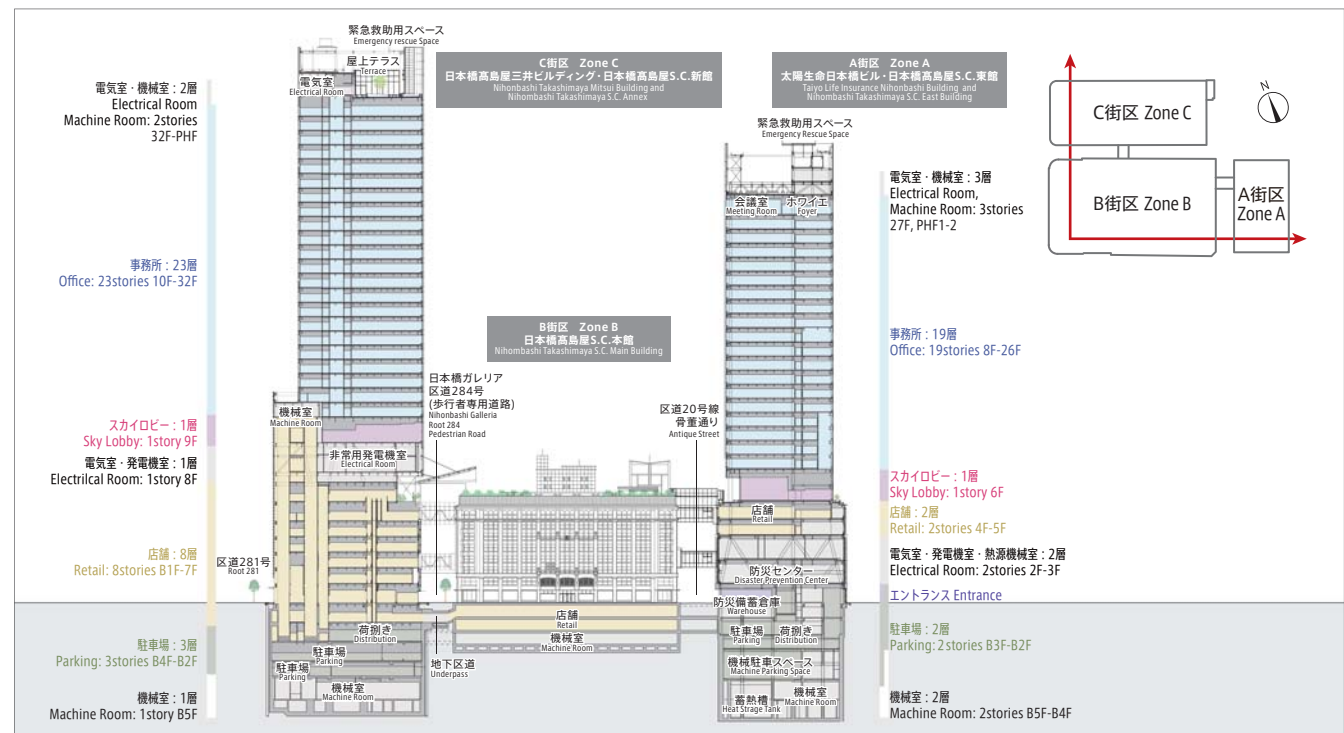 緊急救助用スペース
Emergency rescue Space
屋上テラス
Terrace
電気室
Electrical Room
C街区 Zone C
日本橋髙島屋三井ビルディング・日本橋髙島屋S.C.新館
Nihombashi Takashimaya Mitsui Building and
Nihombashi Takashimaya S.C. Annex
A街区 Zone A
太陽生命日本橋ビル・日本橋髙島屋S.C.東館
Taiyo Life Insurance Nihonbashi Building and
Nihombashi Takashimaya S.C. East Building
電気室・機械室：2層
Electrical Room
Machine Room: 2stories
32F-PHF
事務所：23層
Office: 23stories 10F-32F
スカイロビー：1層
Sky Lobby: 1story 9F
電気室・発電機室：1層
Electrilcal Room: 1story 8F
店舗：8層
Retail: 8stories B1F-7F
駐車場：3層
Parking: 3stories B4F-B2F
機械室：1層
Machine Room: 1story B5F
区道281号
Root 281
機械室
Machine Room
非常用発電機室
Electrical Room
荷捌き
Distribution
駐車場
Parking
駐車場
Parking
機械室
Machine Room
B街区 Zone B
日本橋髙島屋S.C.本館
Nihombashi Takashimaya S.C. Main Building
日本橋ガレリア
区道284号
(歩行者専用道路)
Nihonbashi Galleria
Root 284
Pedestrian Road
区道20号線
骨董通り
Antique Street
店舗
Retail
機械室
Machine Room
地下区道
Underpass
緊急救助用スペース
Emergency Rescue Space
会議室
Meeting Room
ホワイエ
Foyer
店舗
Retail
防災センター
Disaster Prevention Center
防災備蓄倉庫
Warehouse
駐車場
Parking
荷捌き
Distribution
機械駐車スペース
Machine Parking Space
蓄熱槽
Heat Strage Tank
機械室
Machine Room
電気室・機械室：3層
Electrical Room,
Machine Room: 3stories
27F, PHF1-2
事務所：19層
Office: 19stories 8F-26F
スカイロビー：1層
Sky Lobby: 1story 6F
店舗：2層
Retail: 2stories 4F-5F
電気室・発電機室・熱源機械室：2層
Electrical Room: 2stories 2F-3F
エントランス Entrance
駐車場：2層
Parking: 2stories B3F-B2F
機械室：2層
Machine Room: 2stories B5F-B4F
C街区 Zone C
N
B街区 Zone B
A街区
Zone A